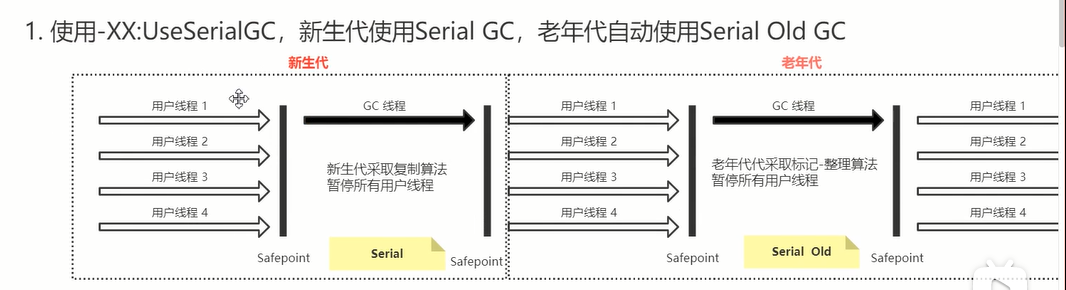 1. 使用-XX:UseSerialGC，新生代使用Serial GC，老年代自动使用Serial Old GC
新生代
老年代
用户线程 1
用户线程 2
用户线程 3
用户线程 4
GC 线程
新生代采取复制算法
暂停所有用户线程
Serial
Safepoint
Safepoint
用户线程 1
用户线程 2
用户线程 3
用户线程 4
GC 线程
老年代代采取标记-整理算法
暂停所有用户线程
Serial Old
Safepoint
Safepoint
用户线程 1
用户线程 2
用户线程 3
用户线程 4